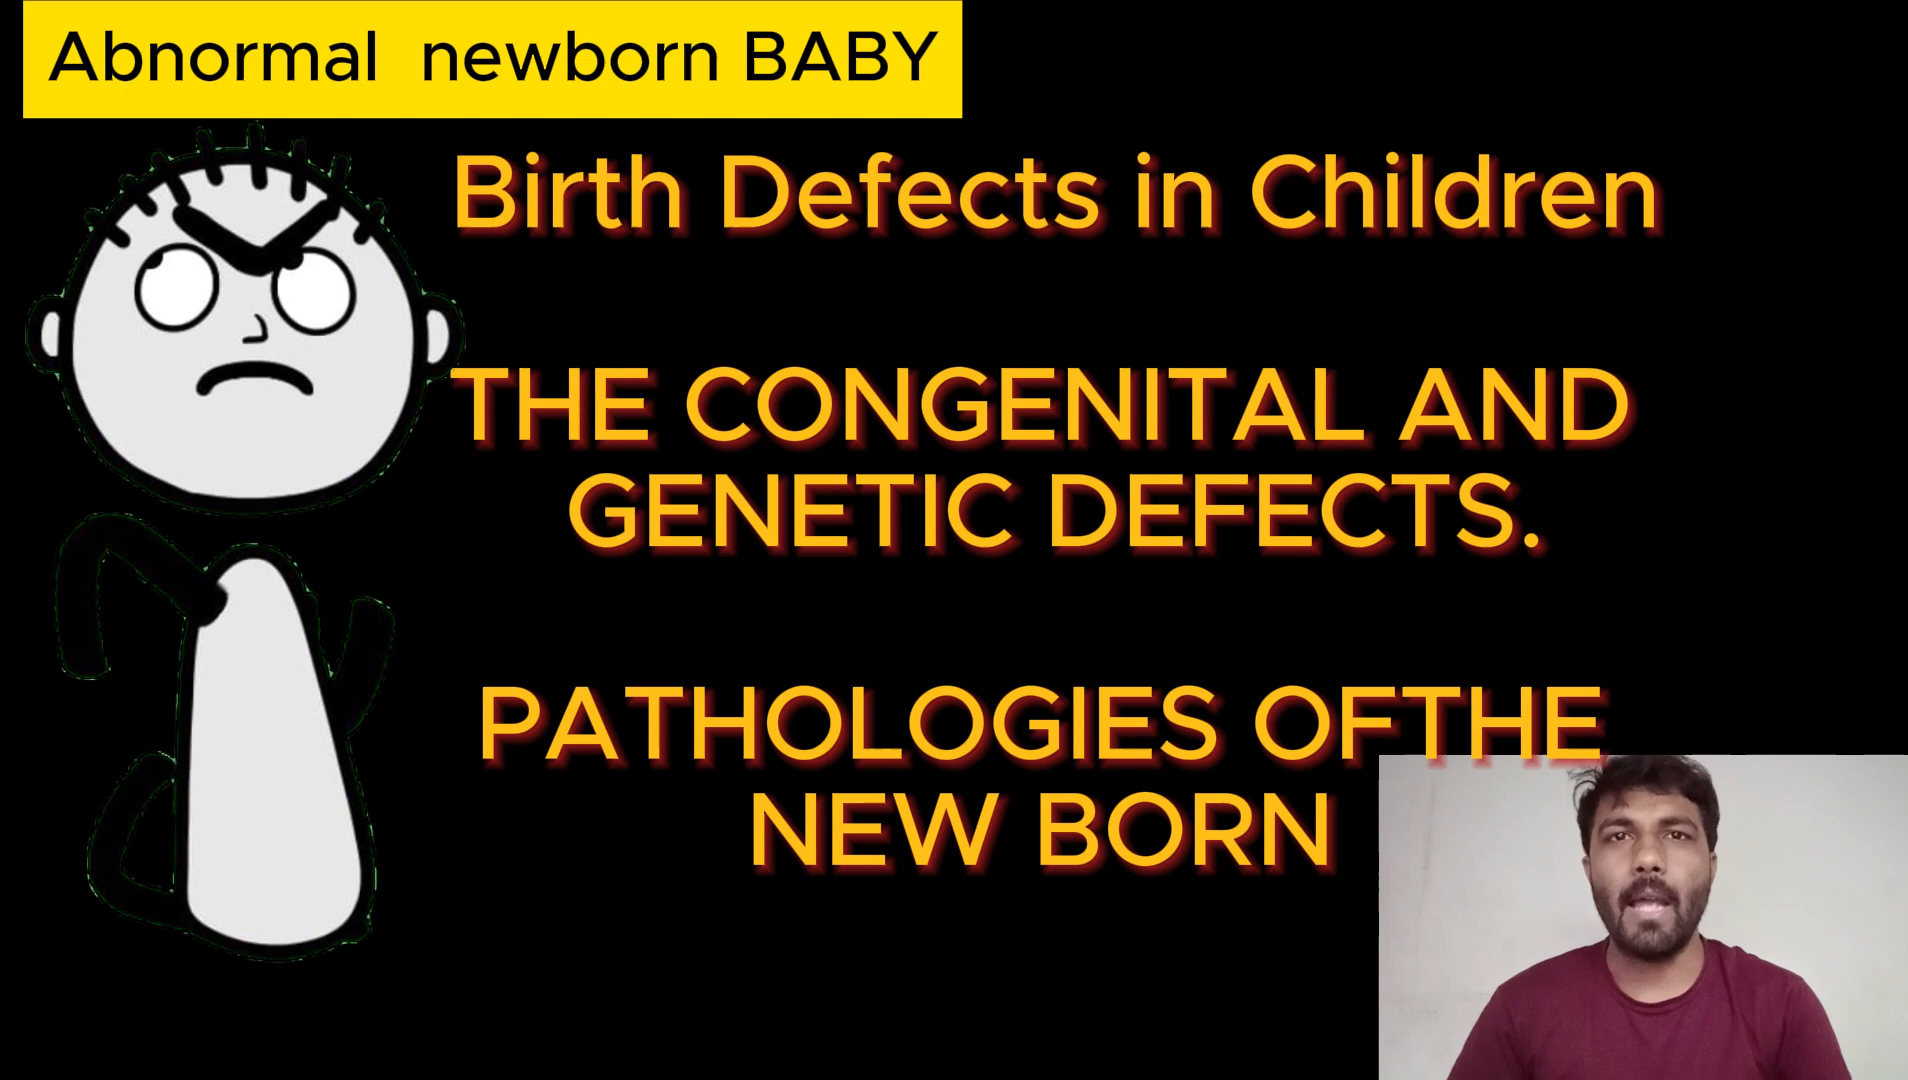 Abnormal newborn BABY
Birth Defects in Children
THE CONGENITAL AND
GENETIC DEFECTS.
PATHOLOGIES OFTHE
NEW BORN